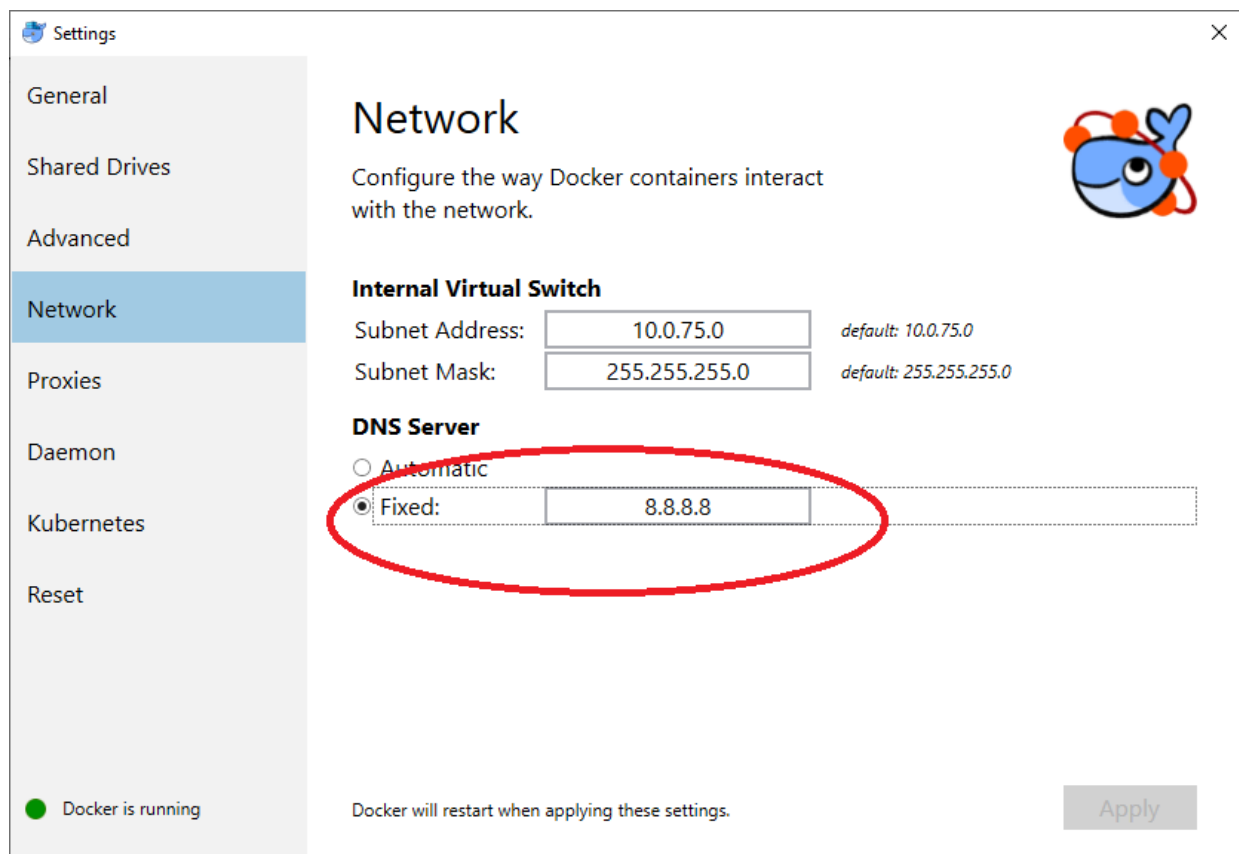 Settings
General
Shared Drives
Advanced
Network
Proxies
Daemon
Kubernetes
Reset
Docker is running
Network
Configure the way Docker containers interact
with the network.
Internal Virtual Switch
Subnet Address: 10.0.75.0 default: 10.0.75.0
Subnet Mask: 255.255.255.0 default: 255.255.255.0
DNS Server
Automatic
Fixed: 8.8.8.8
Docker will restart when applying these settings.
Apply